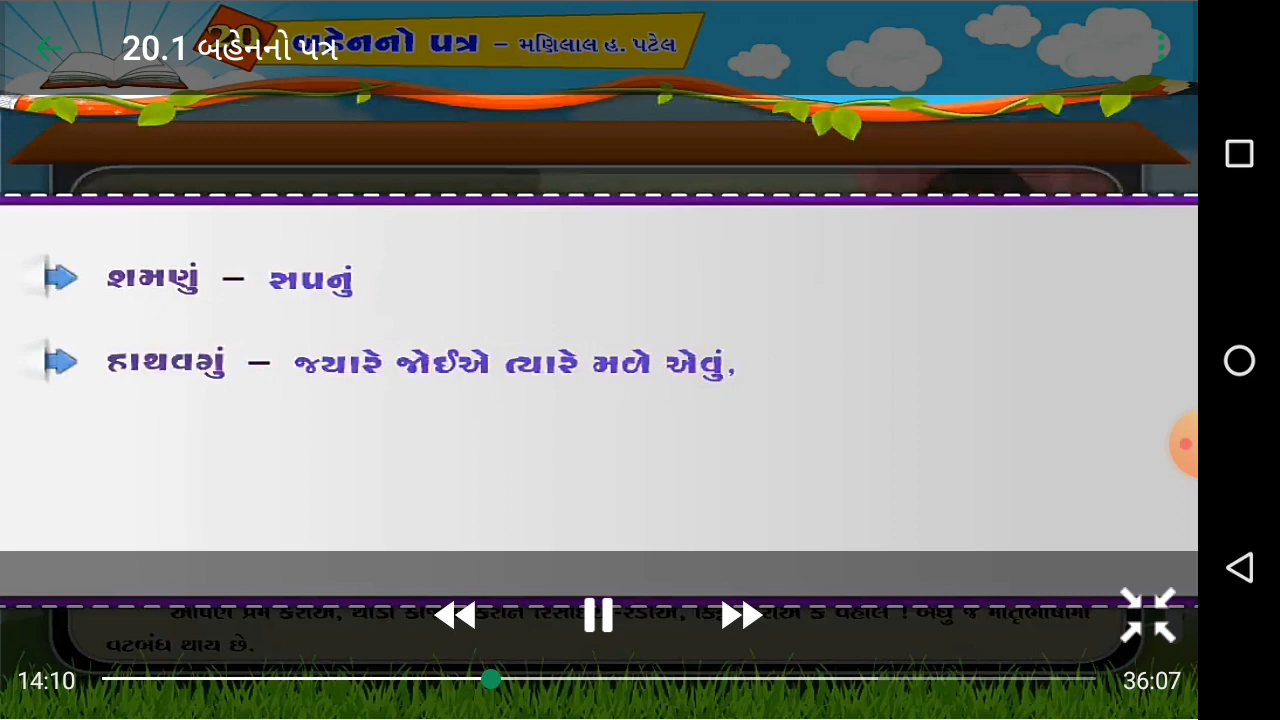 20 બહેનનો પત્ર – મણિલાલ હ. પટેલ
20.1 બહેનનો પત્ર
શમણું – સપનું
હાથવગું – જ્યારે જોઈએ ત્યારે મળે એવું,
વટબંધ થાય છે.
14:10
36:07